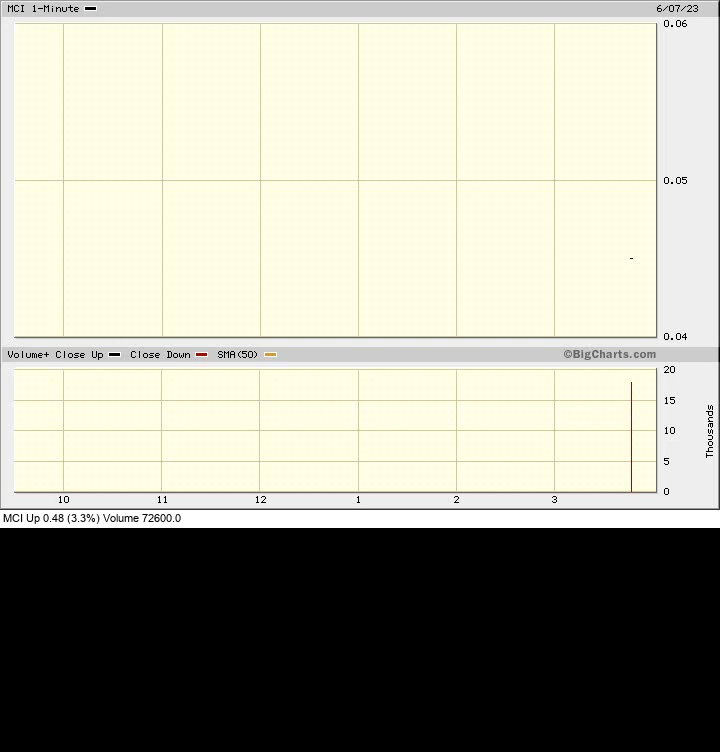 MCI 1-Minute 6/07/23
0.06
0.05
0.04
Volume+ Close Up Close Down SMA(50) ©BigCharts.com
20
15
10
5
0
Thousands
10 11 12 1 2 3
MCI Up 0.48 (3.3%) Volume 72600.0